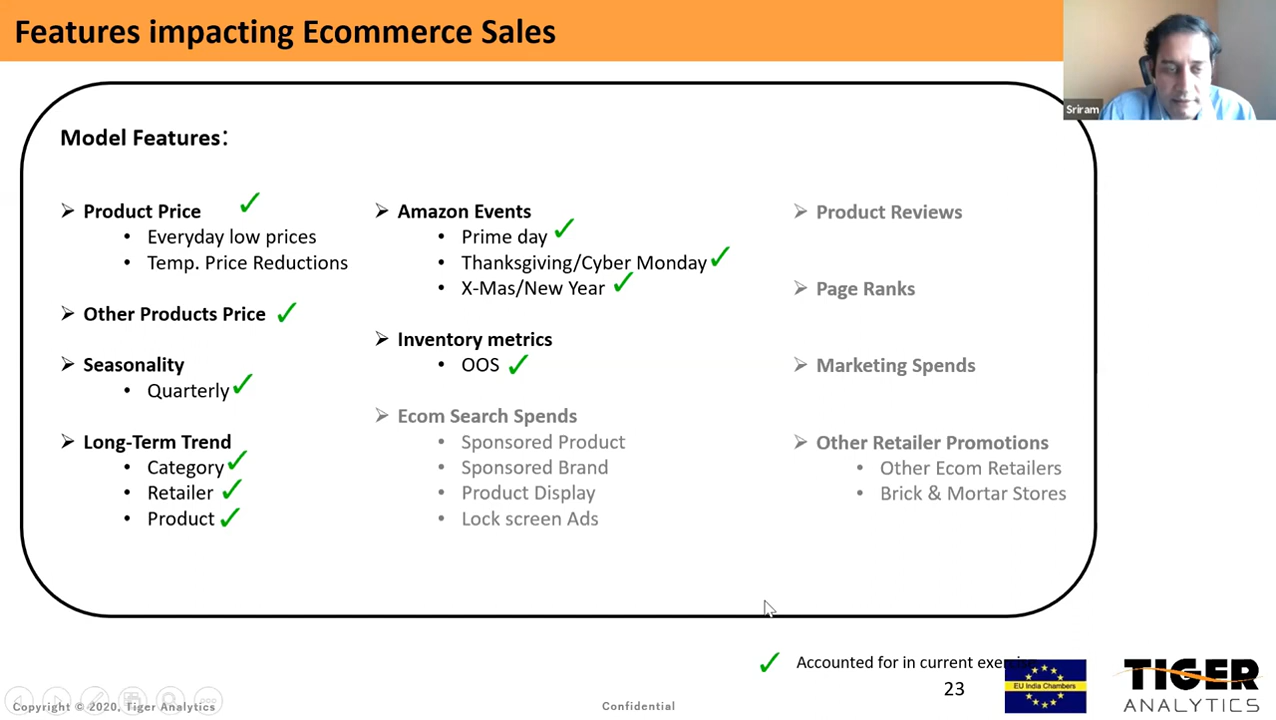 Features impacting Ecommerce Sales
Sriram
Model Features:
Product Price
Everyday low prices
Temp. Price Reductions
Other Products Price
Seasonality
Quarterly
Long-Term Trend
Category
Retailer
Product
Amazon Events
Prime day
Thanksgiving/Cyber Monday
X-Mas/New Year
Inventory metrics
OOS
Ecom Search Spends
Sponsored Product
Sponsored Brand
Product Display
Lock screen Ads
Product Reviews
Page Ranks
Marketing Spends
Other Retailer Promotions
Other Ecom Retailers
Brick & Mortar Stores
Accounted for in current exercise
23
EU India Chambers
TIGER
ANALYTICS
Copyright © 2020, Tiger Analytics
Confidential